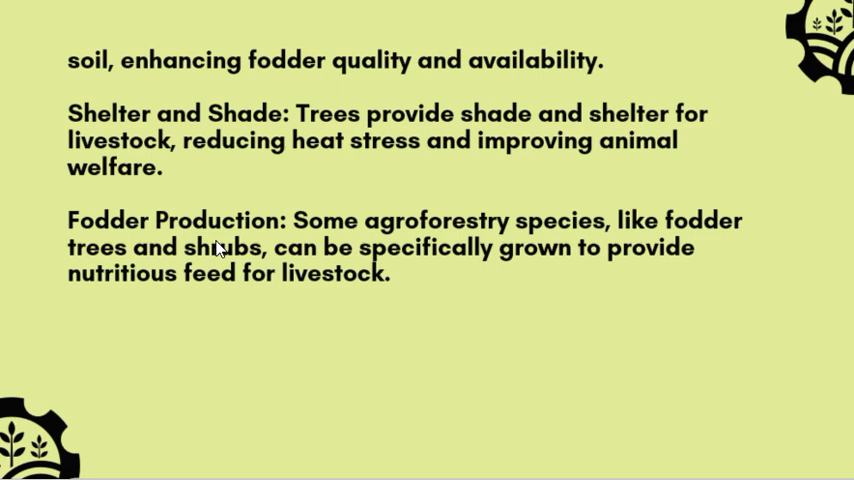 soil, enhancing fodder quality and availability.
Shelter and Shade: Trees provide shade and shelter for
livestock, reducing heat stress and improving animal
welfare.
Fodder Production: Some agroforestry species, like fodder
trees and shrubs, can be specifically grown to provide
nutritious feed for livestock.